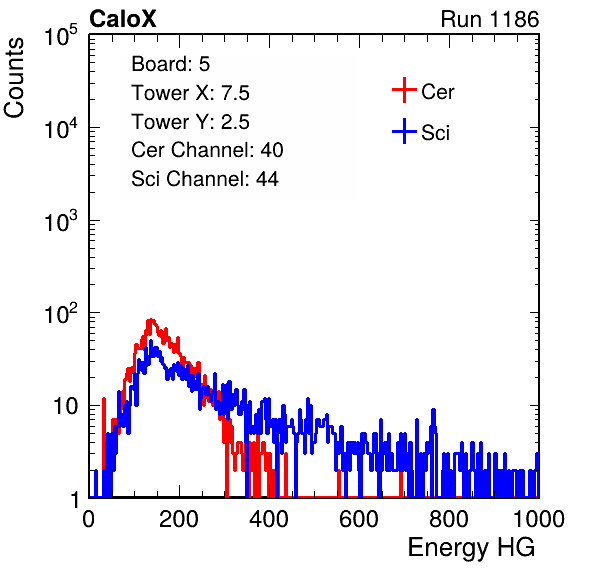 CaloX Run 1186
Counts
Board: 5
Tower X: 7.5
Tower Y: 2.5
Cer Channel: 40
Sci Channel: 44
Cer
Sci
10^5
10^4
10^3
10^2
10
1
0 200 400 600 800 1000
Energy HG